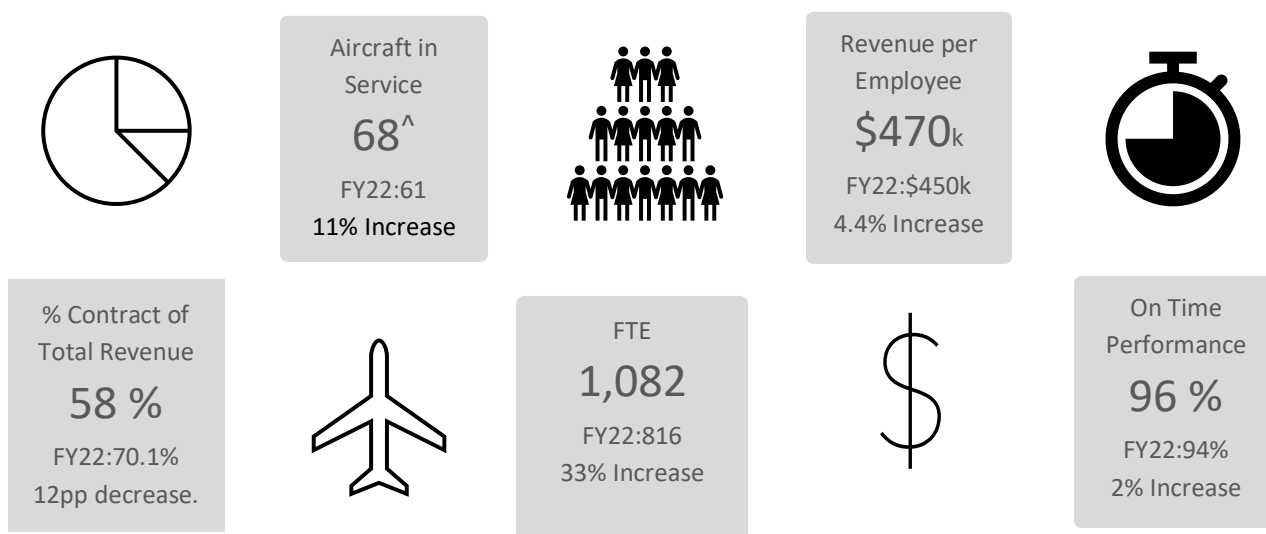 Aircraft in
Service
68^
FY22:61
11% Increase
Revenue per
Employee
$470k
FY22:$450k
4.4% Increase
% Contract of
Total Revenue
58 %
FY22:70.1%
12pp decrease.
FTE
1,082
FY22:816
33% Increase
On Time
Performance
96 %
FY22:94%
2% Increase